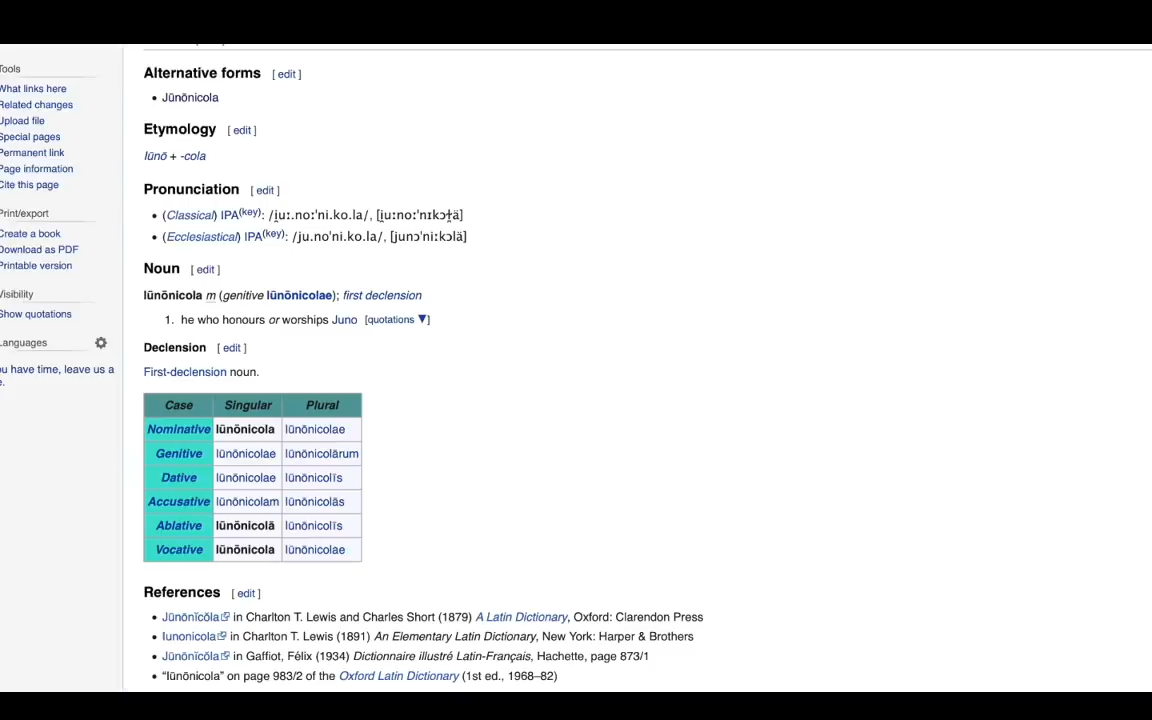 Tools
What links here
Related changes
Upload file
Special pages
Permanent link
Page information
Cite this page
Print/export
Create a book
Download as PDF
Printable version
Visibility
Show quotations
Languages
ou have time, leave us a
e.
Alternative forms [ edit ]
• Jūnōnicola
Etymology [ edit ]
Iūnō + -cola
Pronunciation [ edit ]
• (Classical) IPA(key): /i̯uː.noːˈni.ko.la/, [i̯uːnoːˈnɪkɔɫ̪ä]
• (Ecclesiastical) IPA(key): /ju.noˈni.ko.la/, [junɔˈniːkɔlä]
Noun [ edit ]
Iūnōnicola m (genitive Iūnōnicolae); first declension
1. he who honours or worships Juno [quotations ▼]
Declension [ edit ]
First-declension noun.
Case Singular Plural
Nominative Iūnōnicola Iūnōnicolae
Genitive Iūnōnicolae Iūnōnicolārum
Dative Iūnōnicolae Iūnōnicolīs
Accusative Iūnōnicolam Iūnōnicolās
Ablative Iūnōnicolā Iūnōnicolīs
Vocative Iūnōnicola Iūnōnicolae
References [ edit ]
• Jūnōnĭcŏla in Charlton T. Lewis and Charles Short (1879) A Latin Dictionary, Oxford: Clarendon Press
• Iunonicola in Charlton T. Lewis (1891) An Elementary Latin Dictionary, New York: Harper & Brothers
• Jūnōnĭcŏla in Gaffiot, Félix (1934) Dictionnaire illustré Latin-Français, Hachette, page 873/1
• “Iūnōnicola” on page 983/2 of the Oxford Latin Dictionary (1st ed., 1968–82)